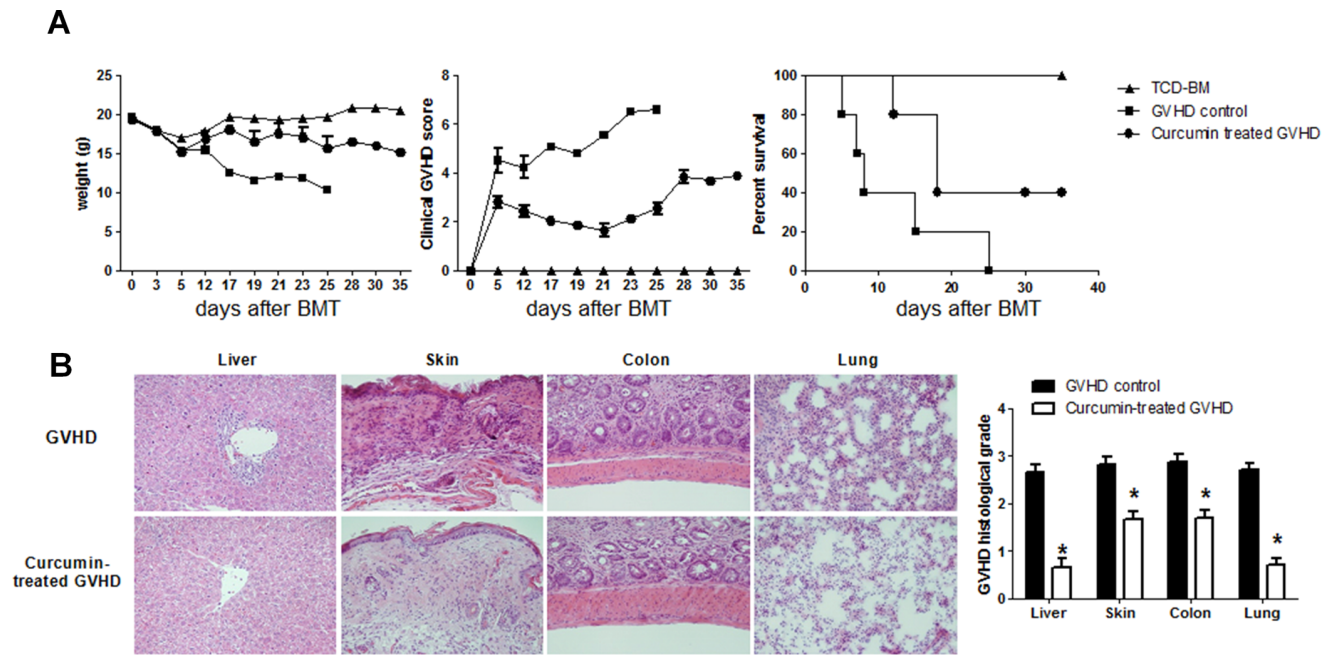 A
25
20
15
10
5
0
weight (g)
0 3 5 12 17 19 21 23 25 28 30 35
days after BMT
8
6
4
2
0
Clinical GVHD score
0 5 12 17 19 21 23 25 28 30 35
days after BMT
100
80
60
40
20
0
Percent survival
0 10 20 30 40
days after BMT
TCD-BM
GVHD control
Curcumin treated GVHD
B
Liver Skin Colon Lung
GVHD
Curcumin-
treated GVHD
GVHD control
Curcumin-treated GVHD
4
3
2
1
0
GVHD histological grade
* * * *
Liver Skin Colon Lung